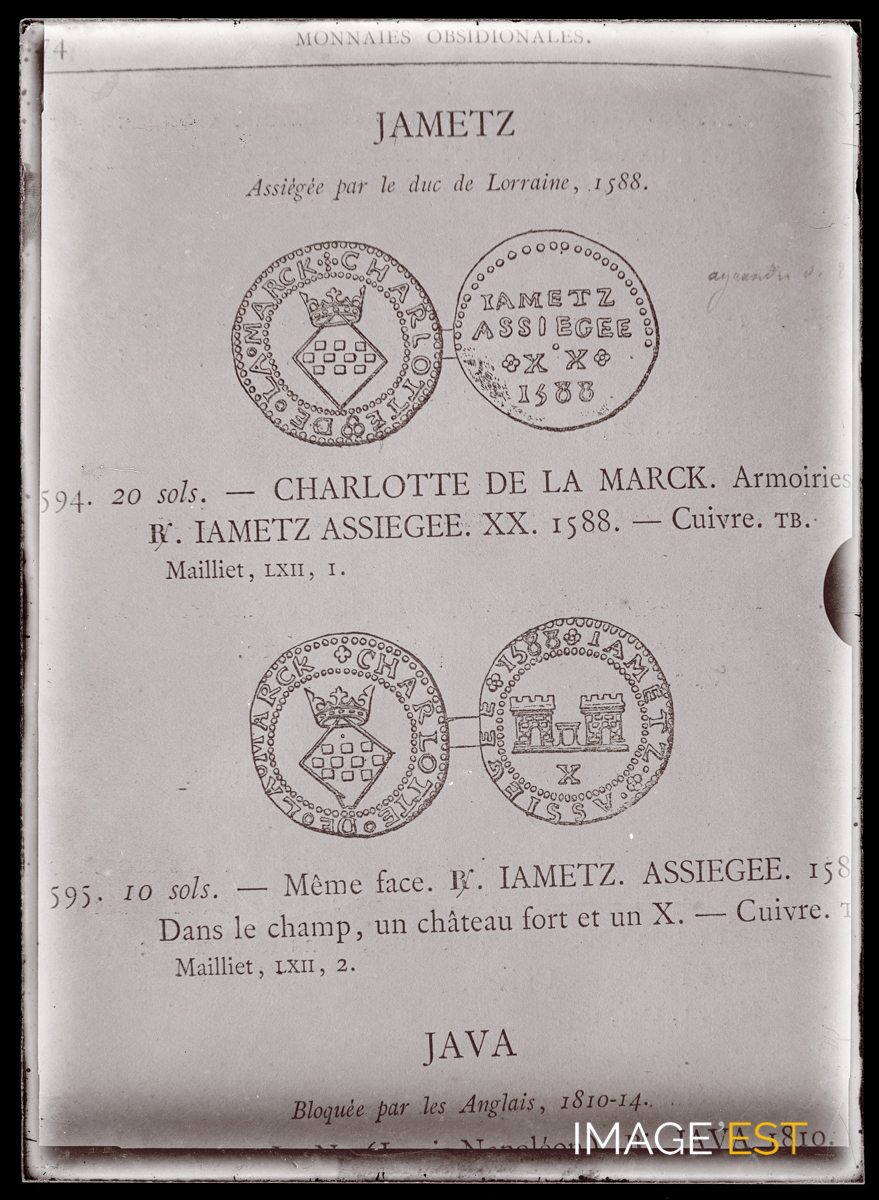 74
MONNAIES OBSIDIONALES.
JAMETZ
Assiégée par le duc de Lorraine, 1588.
CHARLOTTE DE LA MARCK
IAMETZ
ASSIEGEE
X X
1588
594. 20 sols. — CHARLOTTE DE LA MARCK. Armoiries
℟. IAMETZ ASSIEGEE. XX. 1588. — Cuivre. TB.
Mailliet, LXII, 1.
CHARLOTTE DE LA MARCK
IAMETZ ASSIEGEE 1588
X
595. 10 sols. — Même face. ℟. IAMETZ. ASSIEGEE. 158
Dans le champ, un château fort et un X. — Cuivre.
Mailliet, LXII, 2.
JAVA
Bloquée par les Anglais, 1810-14.
JAVA 1810.
IMAGE'EST